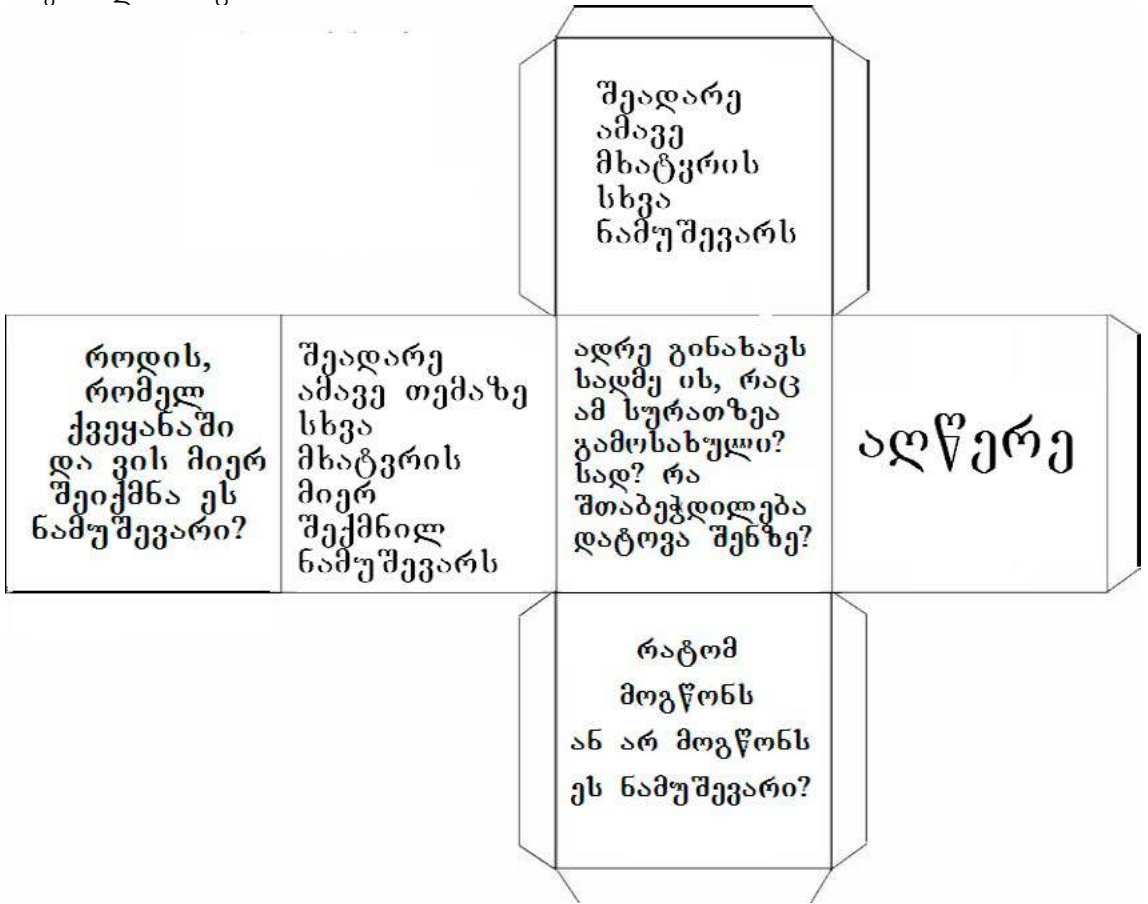 შეადარე
ამავე
მხატვრის
სხვა
ნამუშევარს
როდის,
რომელ
ქვეყანაში
და ვის მიერ
შეიქმნა ეს
ნამუშევარი?
შეადარე
ამავე თემაზე
სხვა
მხატვრის
მიერ
შექმნილ
ნამუშევარს
ადრე გინახავს
სადმე ის, რაც
ამ სურათზეა
გამოსახული?
სად? რა
შთაბეჭდილება
დატოვა შენზე?
აღწერე
რატომ
მოგწონს
ან არ მოგწონს
ეს ნამუშევარი?